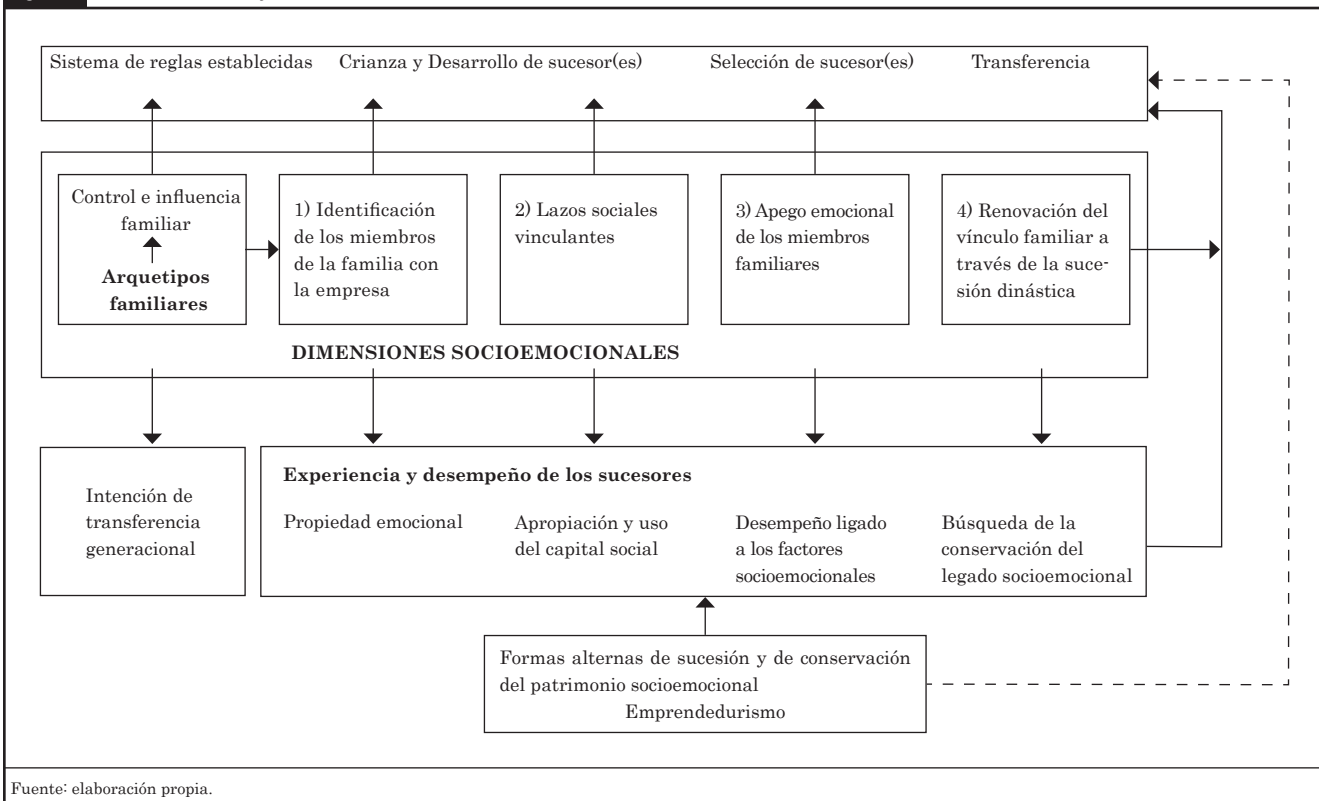 Sistema de reglas establecidas
Crianza y Desarrollo de sucesor(es)
Selección de sucesor(es)
Transferencia
Control e influencia
familiar
Arquetipos
familiares
1) Identificación
de los miembros
de la familia con
la empresa
2) Lazos sociales
vinculantes
3) Apego emocional
de los miembros
familiares
4) Renovación del
vínculo familiar a
través de la suce-
sión dinástica
DIMENSIONES SOCIOEMOCIONALES
Intención de
transferencia
generacional
Experiencia y desempeño de los sucesores
Propiedad emocional
Apropiación y uso
del capital social
Desempeño ligado
a los factores
socioemocionales
Búsqueda de la
conservación del
legado socioemocional
Formas alternas de sucesión y de conservación
del patrimonio socioemocional
Emprendedurismo
Fuente: elaboración propia.